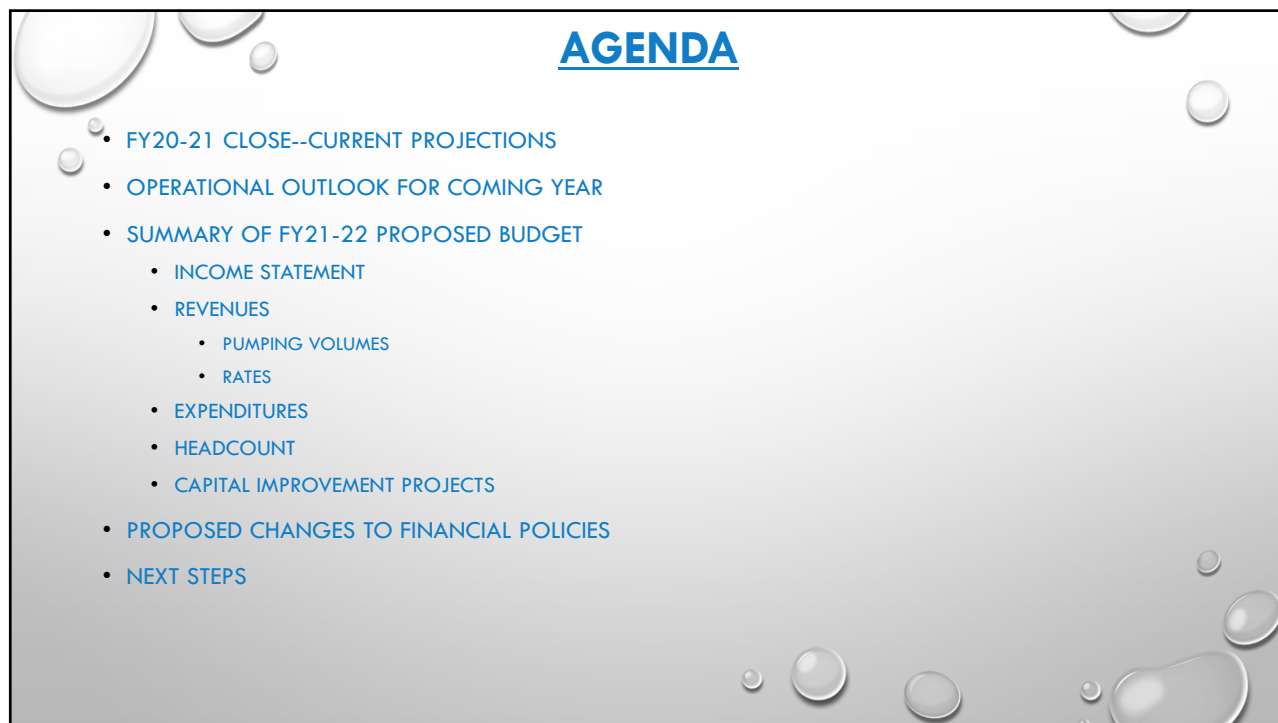 AGENDA
• FY20-21 CLOSE--CURRENT PROJECTIONS
• OPERATIONAL OUTLOOK FOR COMING YEAR
• SUMMARY OF FY21-22 PROPOSED BUDGET
• INCOME STATEMENT
• REVENUES
• PUMPING VOLUMES
• RATES
• EXPENDITURES
• HEADCOUNT
• CAPITAL IMPROVEMENT PROJECTS
• PROPOSED CHANGES TO FINANCIAL POLICIES
• NEXT STEPS